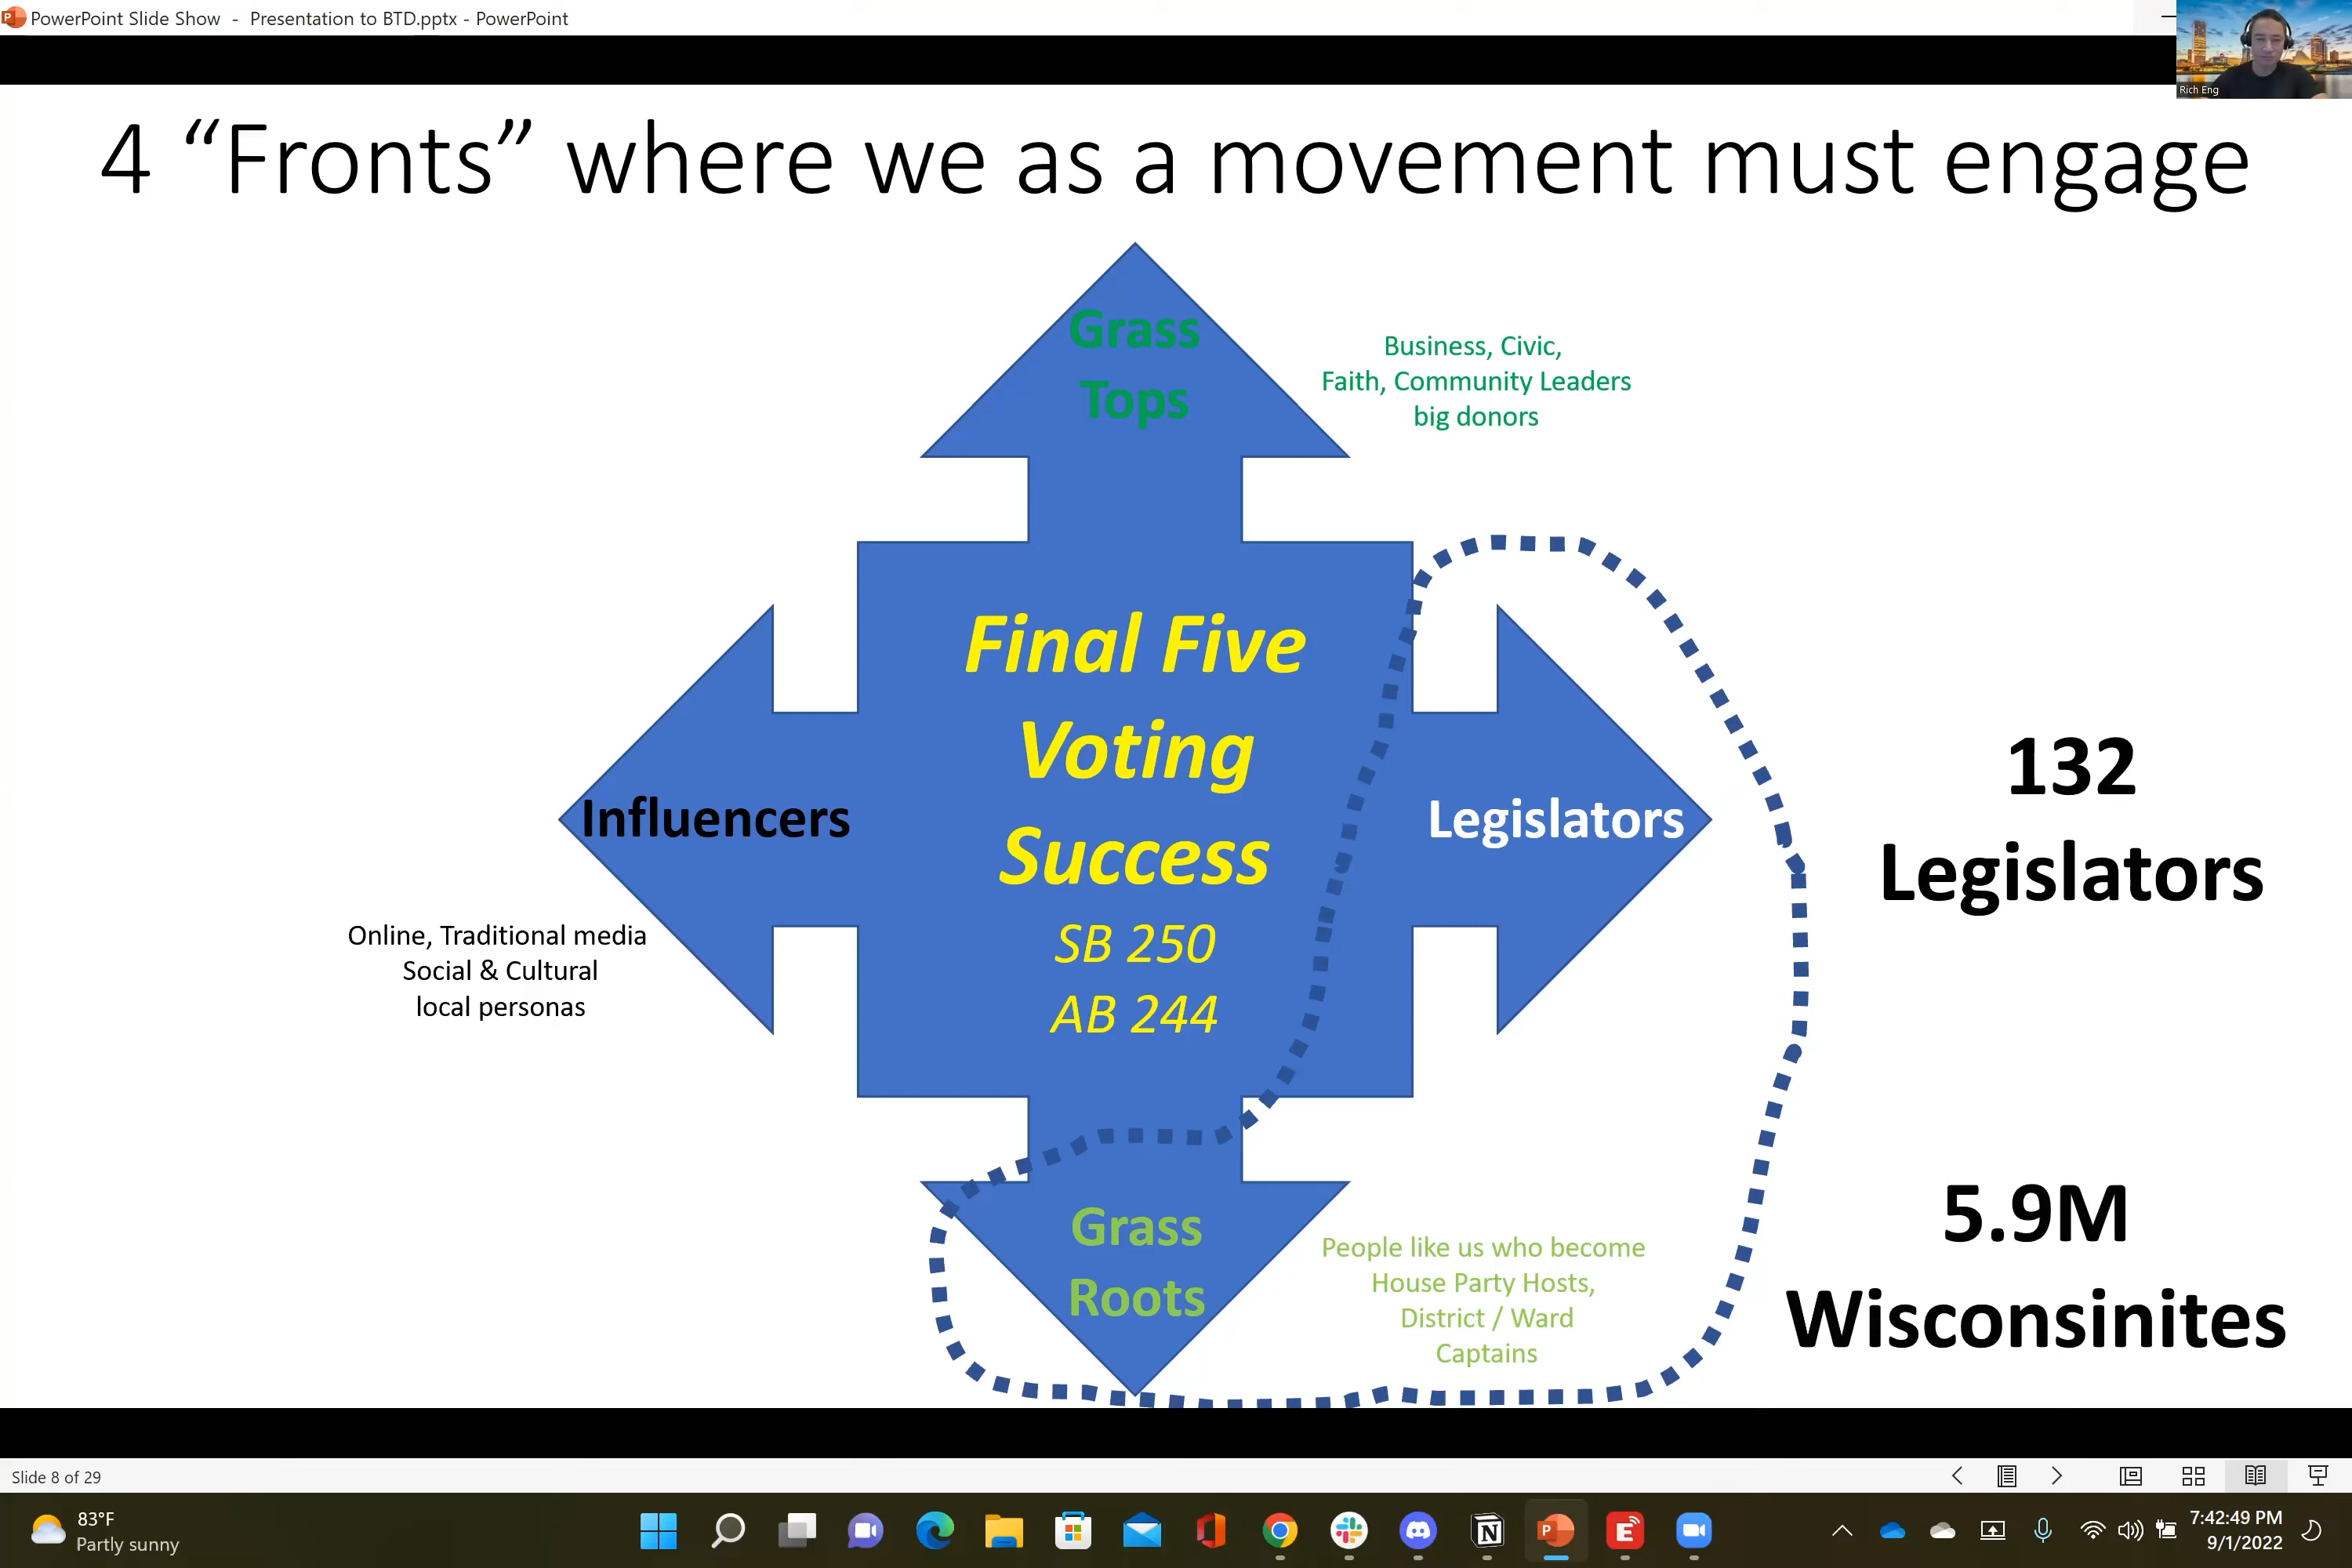 PowerPoint Slide Show - Presentation to BTD.pptx - PowerPoint
Rich Eng
4 “Fronts” where we as a movement must engage
Grass
Tops
Business, Civic,
Faith, Community Leaders
big donors
Final Five
Voting
Success
SB 250
AB 244
Influencers
Online, Traditional media
Social & Cultural
local personas
Legislators
132
Legislators
Grass
Roots
People like us who become
House Party Hosts,
District / Ward
Captains
5.9M
Wisconsinites
Slide 8 of 29
83°F
Partly sunny
7:42:49 PM
9/1/2022